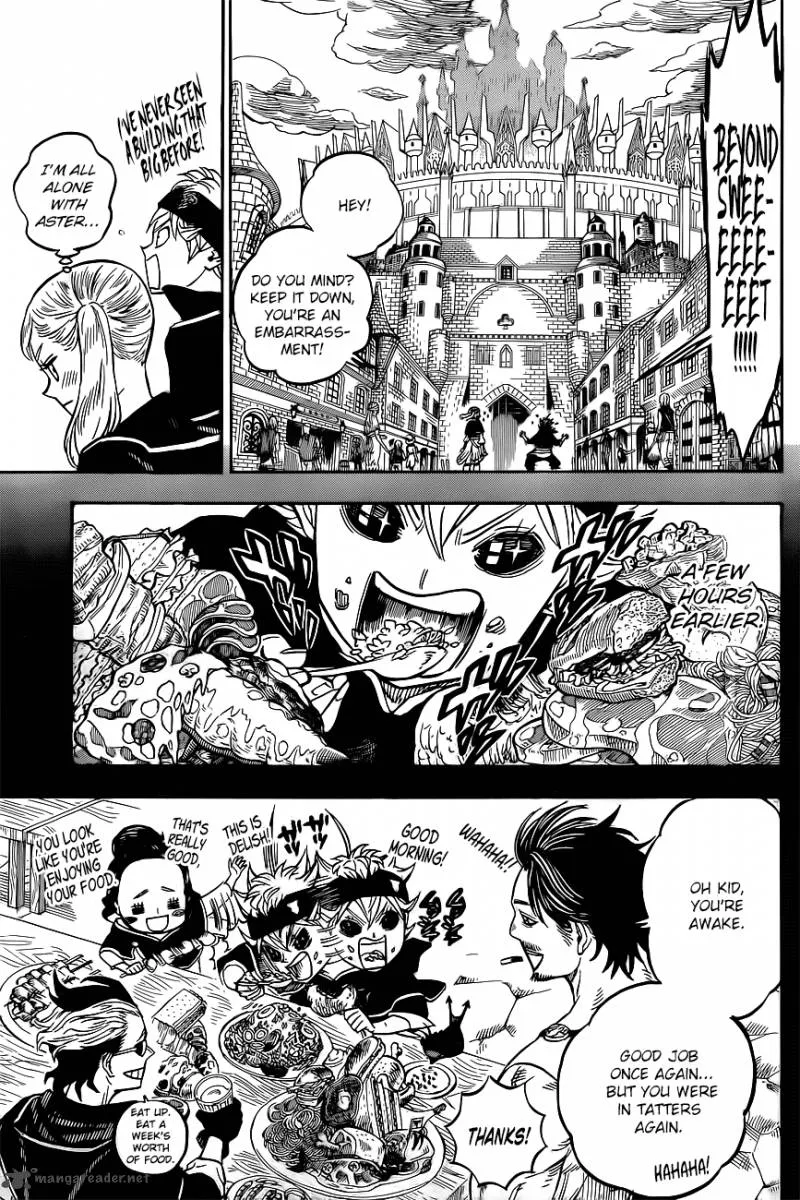 BEYOND
SWEE-
EEEE-
EEEE-
EEET
!!!!!!
HEY!
DO YOU MIND?
KEEP IT DOWN,
YOU'RE AN
EMBARRASS-
MENT!
I'VE NEVER SEEN
A BUILDING THAT
BIG BEFORE!
I'M ALL
ALONE
WITH
ASTER...
A FEW
HOURS
EARLIER.
OH KID,
YOU'RE
AWAKE.
WAHAHA!
GOOD
MORNING!
THIS IS
DELISH!
THAT'S
REALLY
GOOD.
YOU LOOK
LIKE YOU'RE
ENJOYING
YOUR FOOD.
GOOD JOB
ONCE AGAIN...
BUT YOU WERE
IN TATTERS
AGAIN.
HAHAHA!
THANKS!
EAT UP.
EAT A
WEEK'S
WORTH
OF FOOD.
mangareader.net